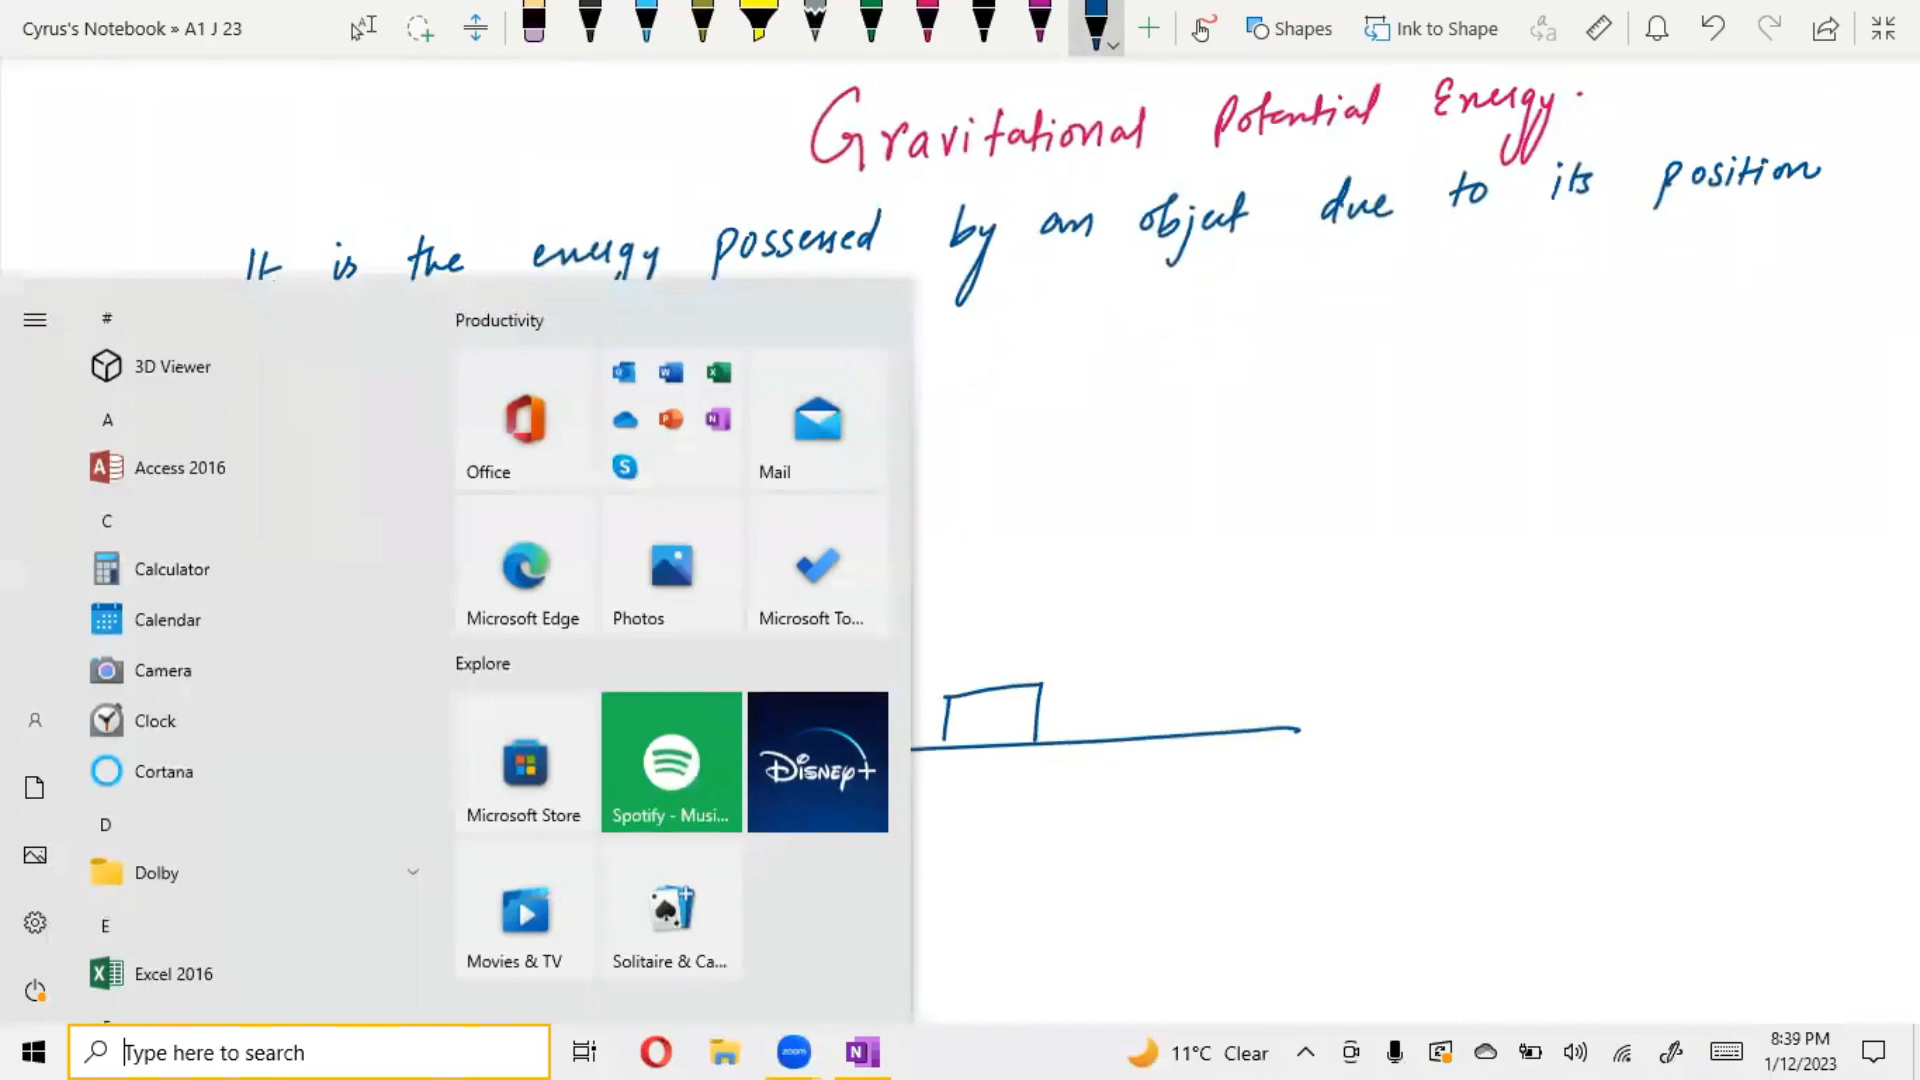 Cyrus's Notebook » A1 J 23
Shapes
Ink to Shape
Gravitational Potential Energy.
It is the energy possessed by an object due to its position
#
3D Viewer
A
Access 2016
C
Calculator
Calendar
Camera
Clock
Cortana
D
Dolby
E
Excel 2016
Productivity
Office
Mail
Microsoft Edge
Photos
Microsoft To...
Explore
Microsoft Store
Spotify - Musi...
Disney+
Movies & TV
Solitaire & Ca...
Type here to search
zoom
11°C Clear
8:39 PM
1/12/2023